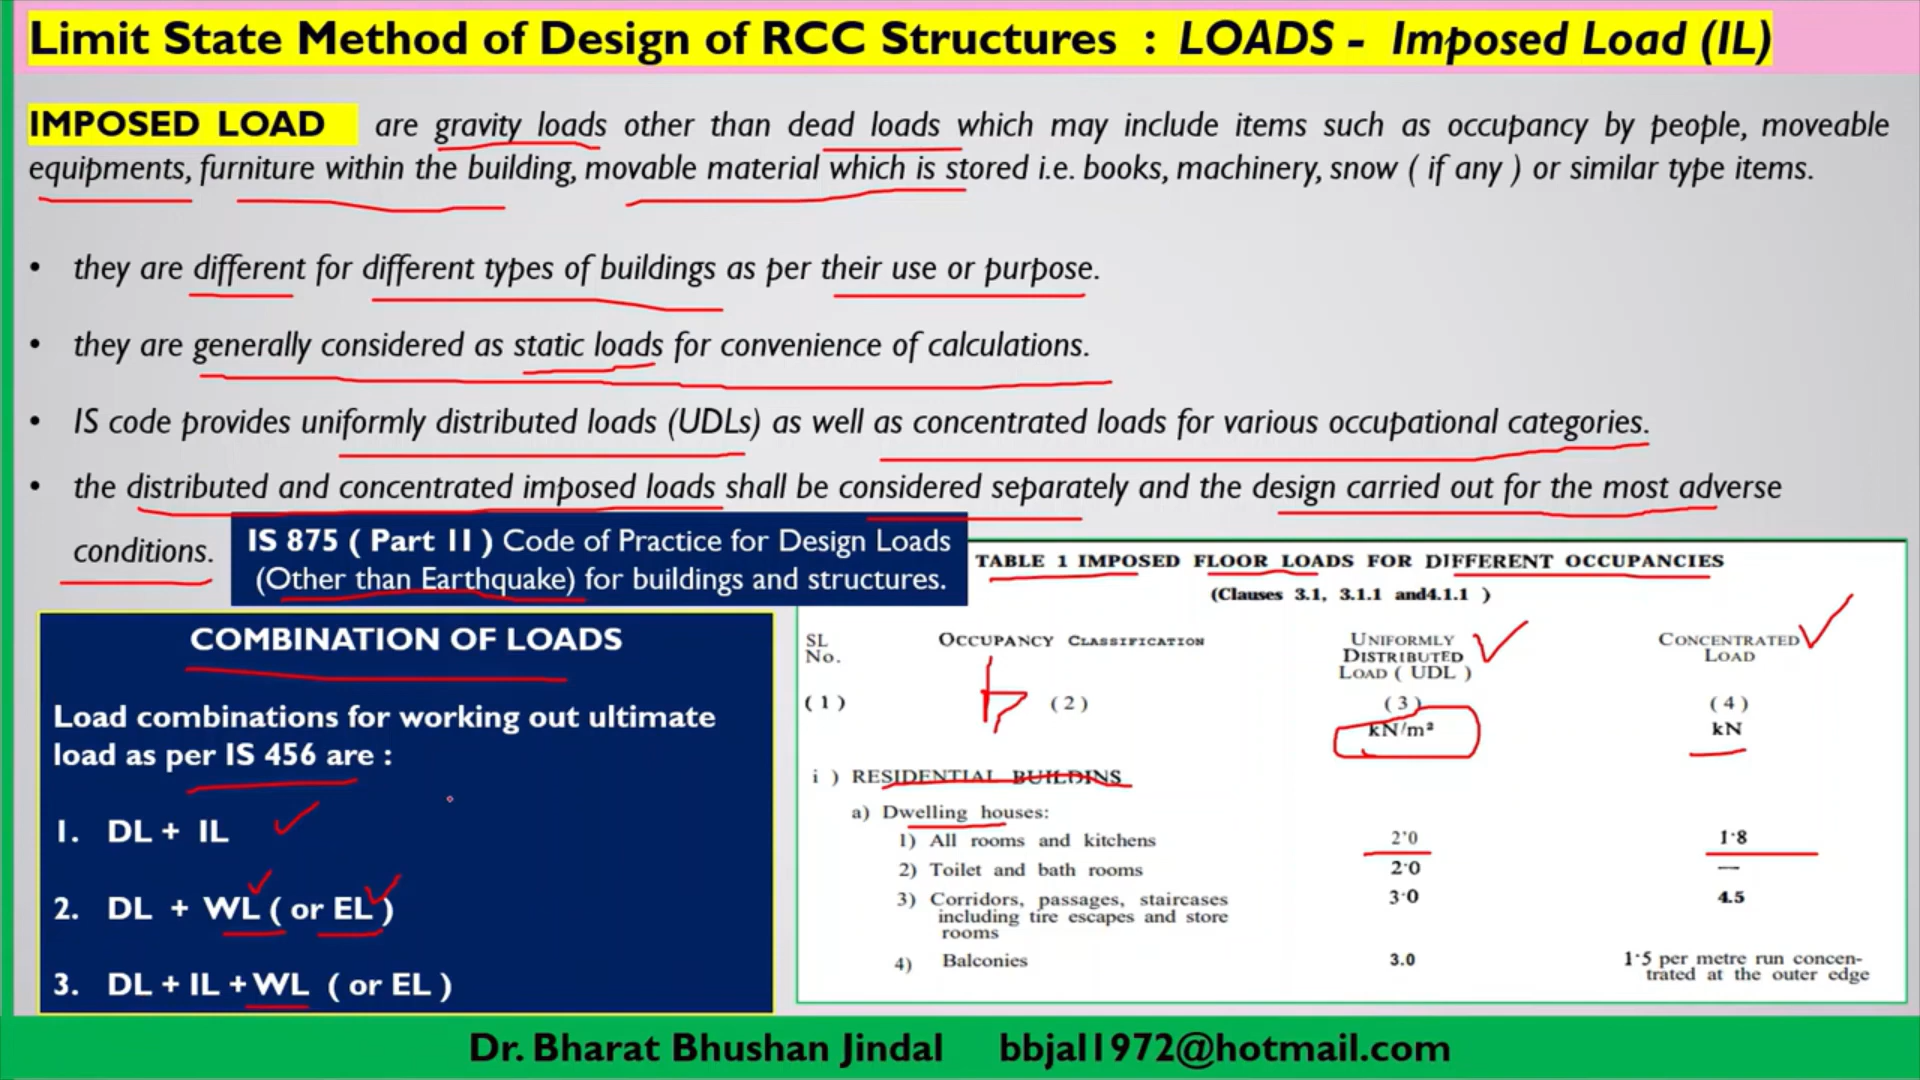 Limit State Method of Design of RCC Structures : LOADS - Imposed Load (IL)
IMPOSED LOAD are gravity loads other than dead loads which may include items such as occupancy by people, moveable
equipments, furniture within the building, movable material which is stored i.e. books, machinery, snow ( if any ) or similar type items.
• they are different for different types of buildings as per their use or purpose.
• they are generally considered as static loads for convenience of calculations.
• IS code provides uniformly distributed loads (UDLs) as well as concentrated loads for various occupational categories.
• the distributed and concentrated imposed loads shall be considered separately and the design carried out for the most adverse
conditions.
IS 875 ( Part II ) Code of Practice for Design Loads
(Other than Earthquake) for buildings and structures.
COMBINATION OF LOADS
Load combinations for working out ultimate
load as per IS 456 are :
1. DL + IL
2. DL + WL ( or EL )
3. DL + IL + WL ( or EL )
TABLE 1 IMPOSED FLOOR LOADS FOR DIFFERENT OCCUPANCIES
(Clauses 3.1, 3.1.1 and4.1.1 )
SL No. OCCUPANCY CLASSIFICATION UNIFORMLY DISTRIBUTED LOAD ( UDL ) CONCENTRATED LOAD
(1) (2) (3) (4)
kN/m² kN
i ) RESIDENTIAL BUILDINS
a) Dwelling houses:
1) All rooms and kitchens 2·0 1·8
2) Toilet and bath rooms 2·0 —
3) Corridors, passages, staircases 3·0 4.5
including tire escapes and store
rooms
4) Balconies 3.0 1·5 per metre run concen-
trated at the outer edge
Dr. Bharat Bhushan Jindal bbjal1972@hotmail.com